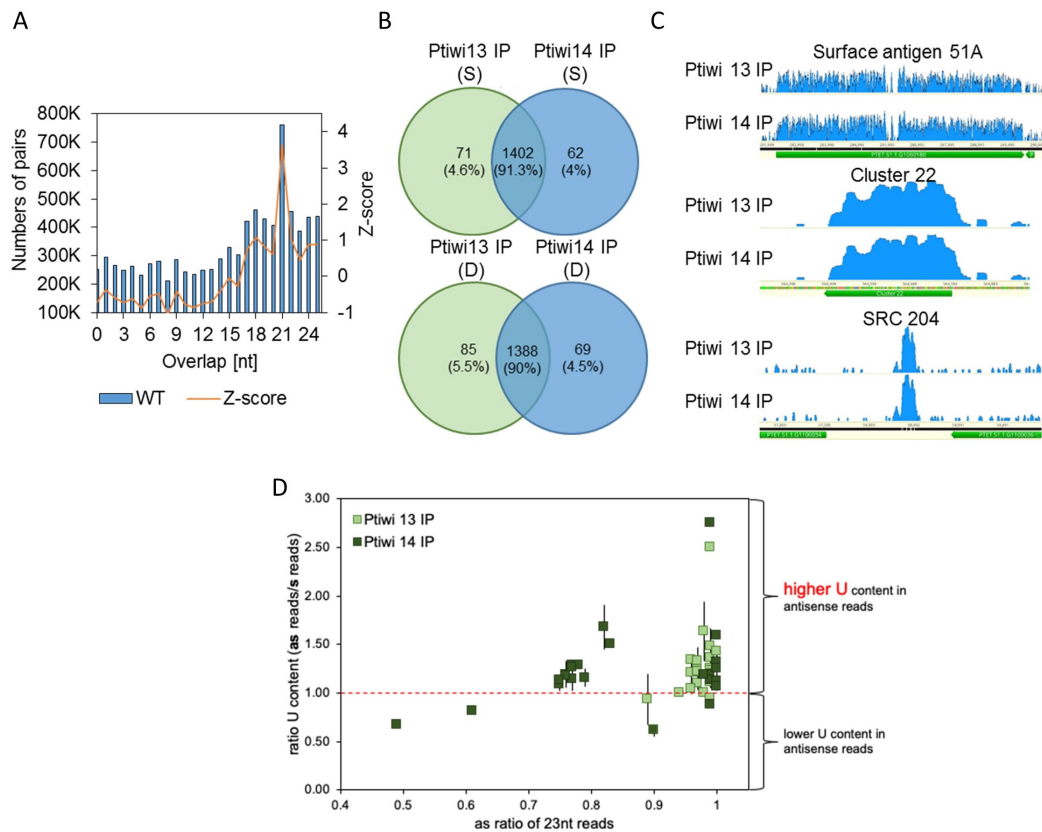 A
Numbers of pairs
800K
700K
600K
500K
400K
300K
200K
100K
4
3
2
1
0
-1
Z-score
0 3 6 9 12 15 18 21 24
Overlap [nt]
WT Z-score
B
Ptiwi13 IP
(S)
Ptiwi14 IP
(S)
71
(4.6%)
1402
(91.3%)
62
(4%)
Ptiwi13 IP
(D)
Ptiwi14 IP
(D)
85
(5.5%)
1388
(90%)
69
(4.5%)
C
Surface antigen 51A
Ptiwi 13 IP
Ptiwi 14 IP
Cluster 22
Ptiwi 13 IP
Ptiwi 14 IP
Cluster 22
SRC 204
Ptiwi 13 IP
Ptiwi 14 IP
D
ratio U content (as reads/s reads)
3.00
2.50
2.00
1.50
1.00
0.50
0.00
Ptiwi 13 IP
Ptiwi 14 IP
0.4 0.5 0.6 0.7 0.8 0.9 1
as ratio of 23nt reads
higher U content in
antisense reads
lower U content in
antisense reads